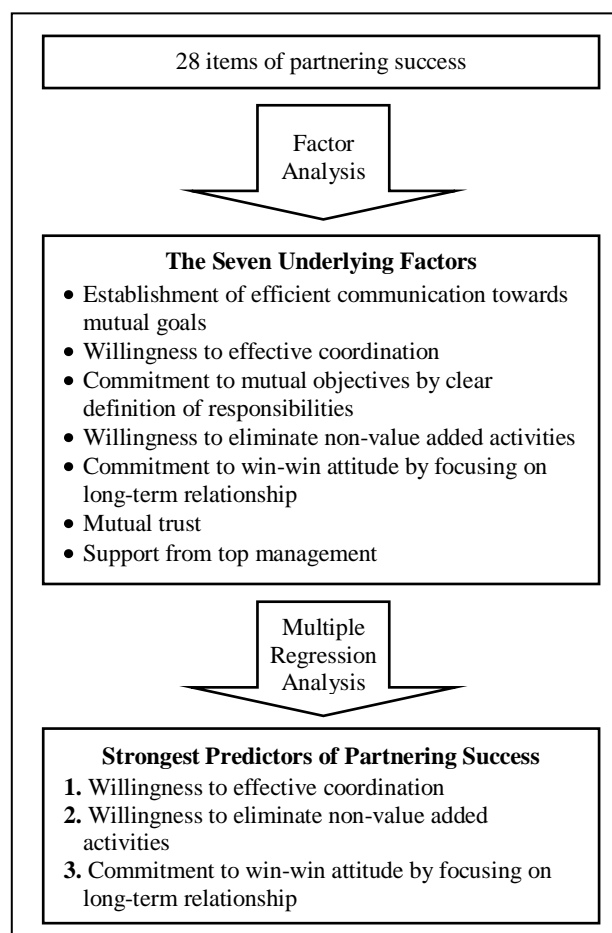 28 items of partnering success
Factor
Analysis
The Seven Underlying Factors
• Establishment of efficient communication towards
mutual goals
• Willingness to effective coordination
• Commitment to mutual objectives by clear
definition of responsibilities
• Willingness to eliminate non-value added activities
• Commitment to win-win attitude by focusing on
long-term relationship
• Mutual trust
• Support from top management
Multiple
Regression
Analysis
Strongest Predictors of Partnering Success
1. Willingness to effective coordination
2. Willingness to eliminate non-value added
activities
3. Commitment to win-win attitude by focusing on
long-term relationship